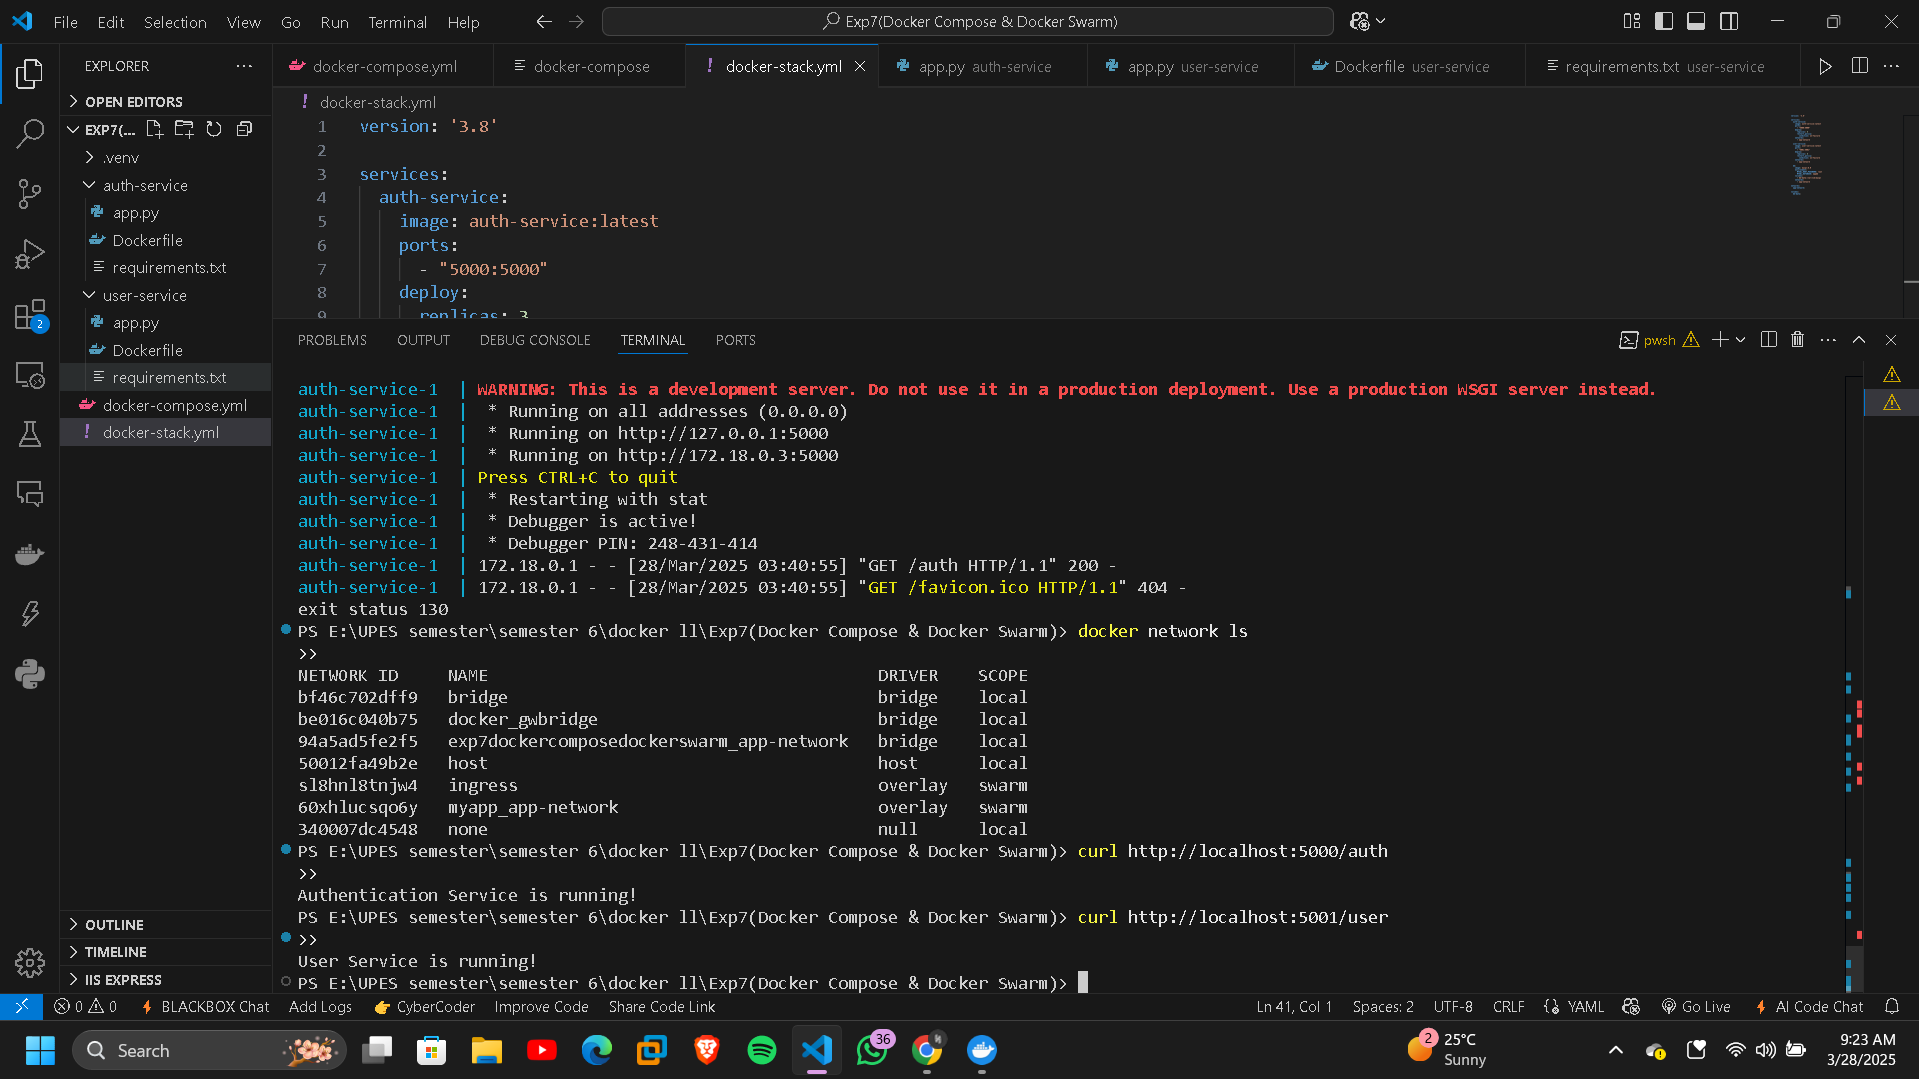 File Edit Selection View Go Run Terminal Help
Exp7(Docker Compose & Docker Swarm)
EXPLORER
docker-compose.yml
docker-compose
docker-stack.yml
app.py auth-service
app.py user-service
Dockerfile user-service
requirements.txt user-service
OPEN EDITORS
EXP7(...
.venv
auth-service
app.py
Dockerfile
requirements.txt
user-service
app.py
Dockerfile
requirements.txt
docker-compose.yml
docker-stack.yml
2
OUTLINE
TIMELINE
IIS EXPRESS
docker-stack.yml
1 version: '3.8'
2
3 services:
4 auth-service:
5 image: auth-service:latest
6 ports:
7 - "5000:5000"
8 deploy:
9 replicas: 3
PROBLEMS OUTPUT DEBUG CONSOLE TERMINAL PORTS
pwsh
auth-service-1 | WARNING: This is a development server. Do not use it in a production deployment. Use a production WSGI server instead.
auth-service-1 | * Running on all addresses (0.0.0.0)
auth-service-1 | * Running on http://127.0.0.1:5000
auth-service-1 | * Running on http://172.18.0.3:5000
auth-service-1 | Press CTRL+C to quit
auth-service-1 | * Restarting with stat
auth-service-1 | * Debugger is active!
auth-service-1 | * Debugger PIN: 248-431-414
auth-service-1 | 172.18.0.1 - - [28/Mar/2025 03:40:55] "GET /auth HTTP/1.1" 200 -
auth-service-1 | 172.18.0.1 - - [28/Mar/2025 03:40:55] "GET /favicon.ico HTTP/1.1" 404 -
exit status 130
PS E:\UPES semester\semester 6\docker ll\Exp7(Docker Compose & Docker Swarm)> docker network ls
>>
NETWORK ID NAME DRIVER SCOPE
bf46c702dff9 bridge bridge local
be016c040b75 docker_gwbridge bridge local
94a5ad5fe2f5 exp7dockercomposedockerswarm_app-network bridge local
50012fa49b2e host host local
sl8hnl8tnjw4 ingress overlay swarm
60xhlucsqo6y myapp_app-network overlay swarm
340007dc4548 none null local
PS E:\UPES semester\semester 6\docker ll\Exp7(Docker Compose & Docker Swarm)> curl http://localhost:5000/auth
>>
Authentication Service is running!
PS E:\UPES semester\semester 6\docker ll\Exp7(Docker Compose & Docker Swarm)> curl http://localhost:5001/user
>>
User Service is running!
PS E:\UPES semester\semester 6\docker ll\Exp7(Docker Compose & Docker Swarm)>
0 0 BLACKBOX Chat Add Logs CyberCoder Improve Code Share Code Link
Ln 41, Col 1 Spaces: 2 UTF-8 CRLF YAML Go Live AI Code Chat
Search
36
2
25°C
Sunny
9:23 AM
3/28/2025